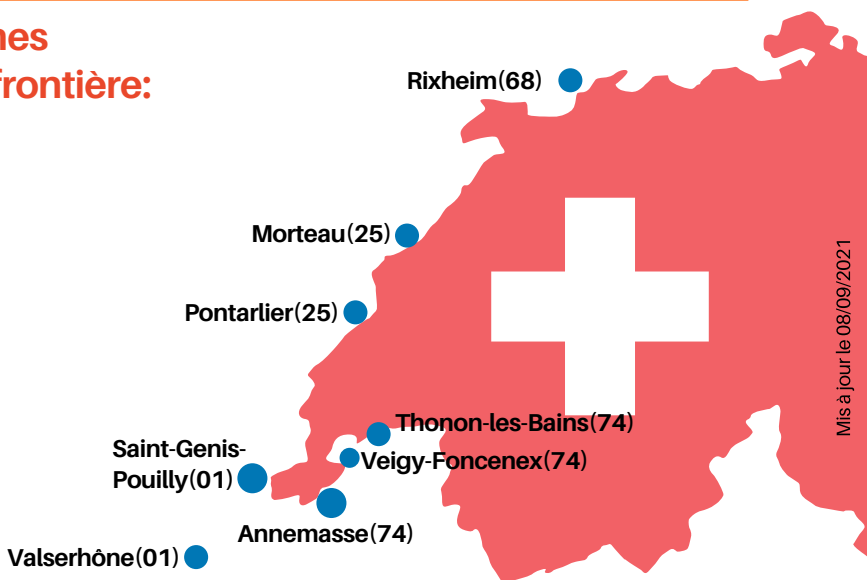 nes
frontière:
Rixheim(68)
Morteau(25)
Pontarlier(25)
Thonon-les-Bains(74)
Saint-Genis-
Pouilly(01)
Veigy-Foncenex(74)
Annemasse(74)
Valserhône(01)
Mis à jour le 08/09/2021